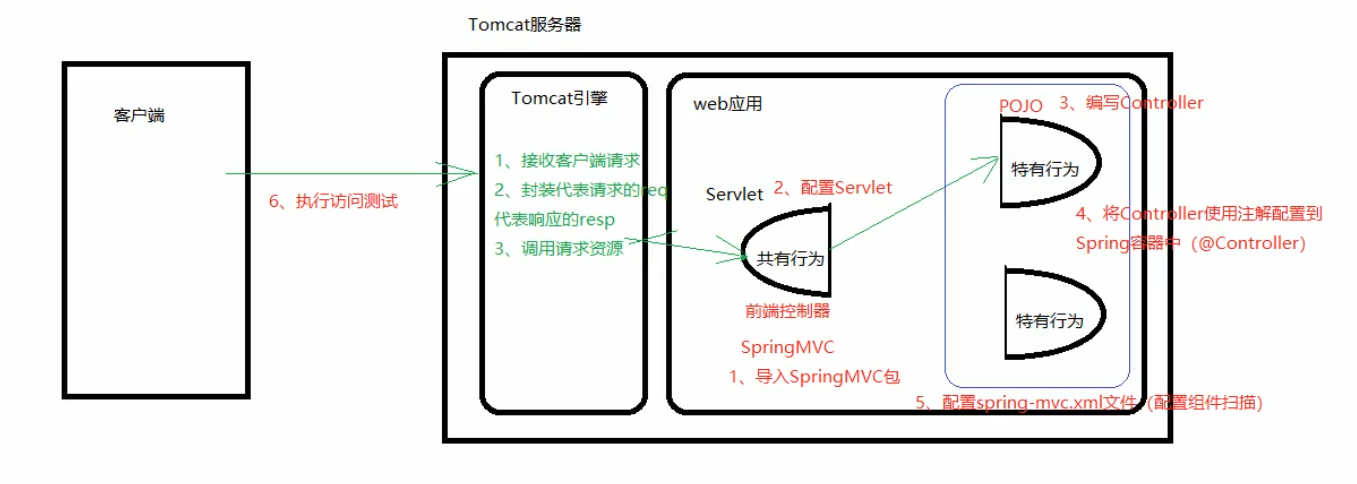 Tomcat服务器
客户端
6、执行访问测试
Tomcat引擎
1、接收客户端请求
2、封装代表请求的req
代表响应的resp
3、调用请求资源
web应用
Servlet
2、配置Servlet
共有行为
前端控制器
SpringMVC
1、导入SpringMVC包
POJO
3、编写Controller
特有行为
4、将Controller使用注解配置到
Spring容器中（@Controller）
特有行为
5、配置spring-mvc.xml文件（配置组件扫描）